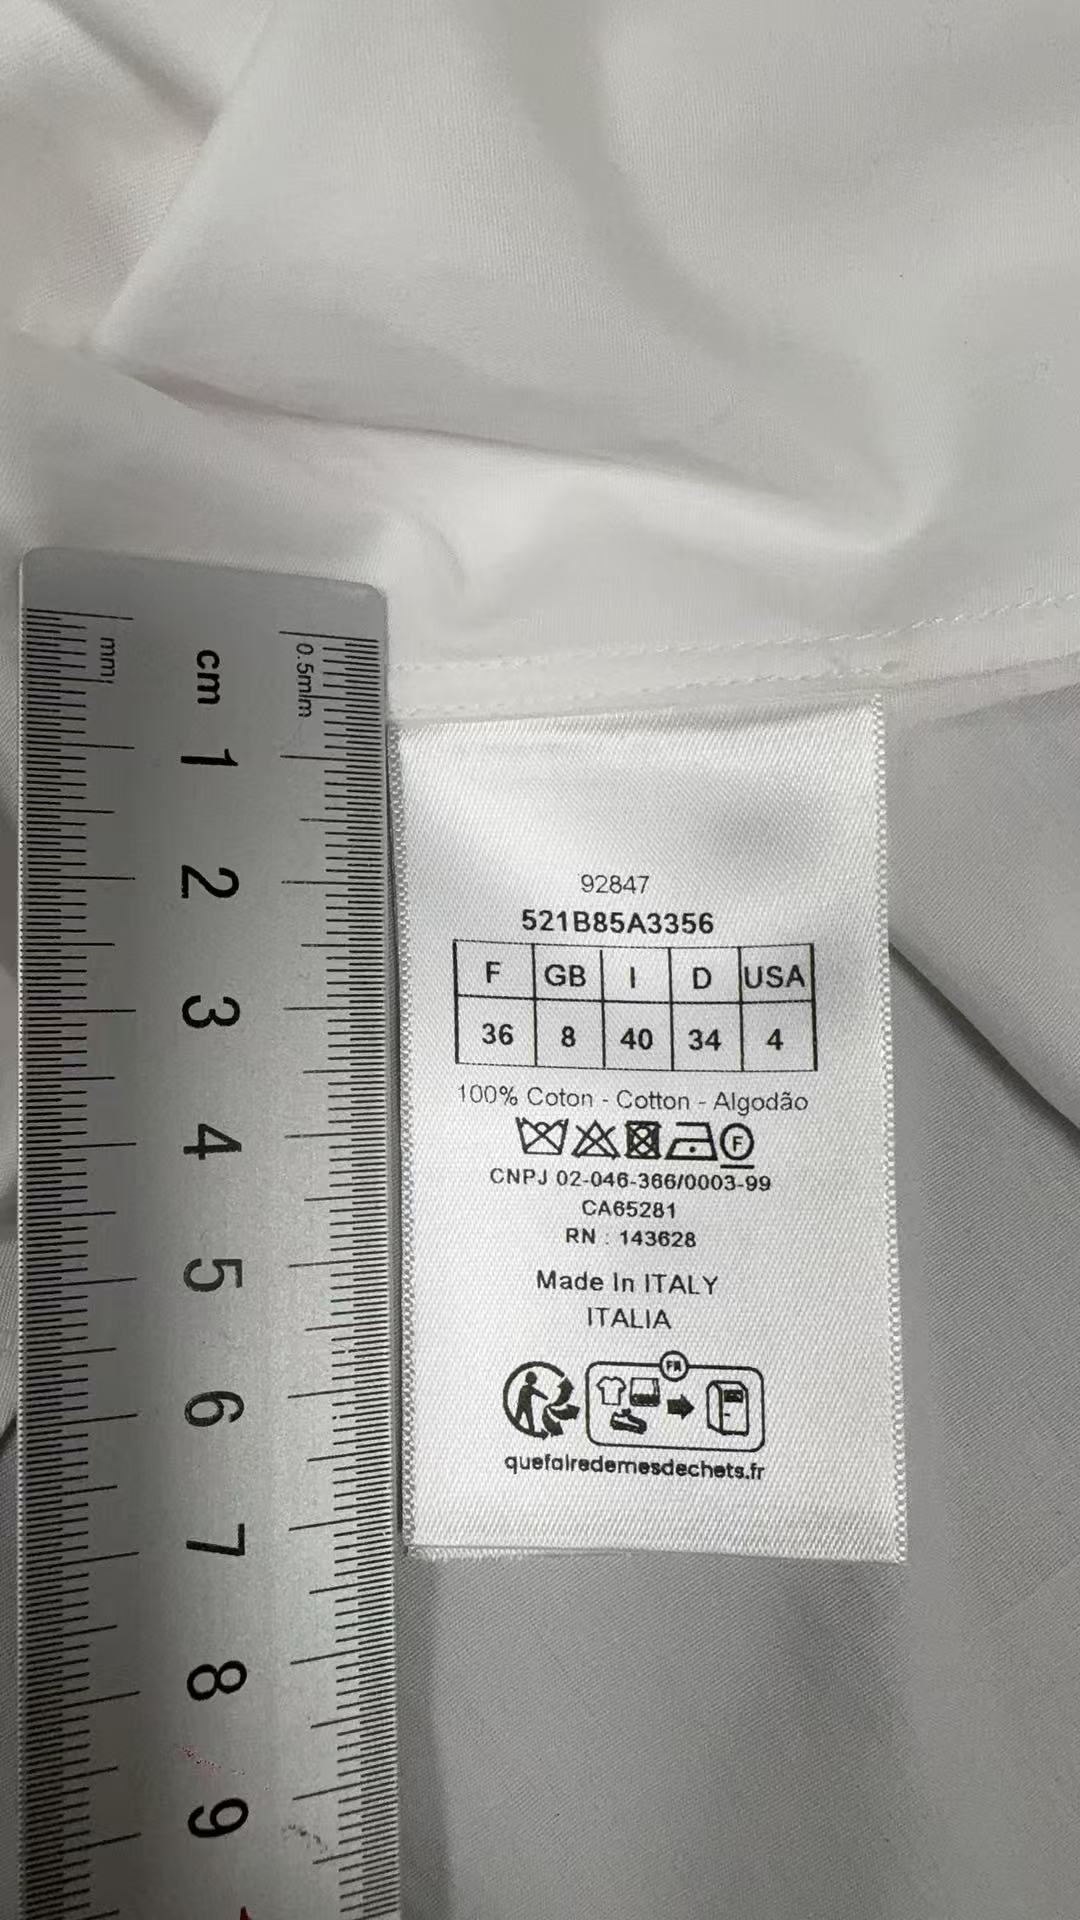 mm
cm
0.5mm
1
2
3
4
5
6
7
8
9
92847
521B85A3356
F GB I D USA
36 8 40 34 4
100% Coton - Cotton - Algodão
F
CNPJ 02-046-366/0003-99
CA65281
RN : 143628
Made In ITALY
ITALIA
FR
quefairedemesdechets.fr